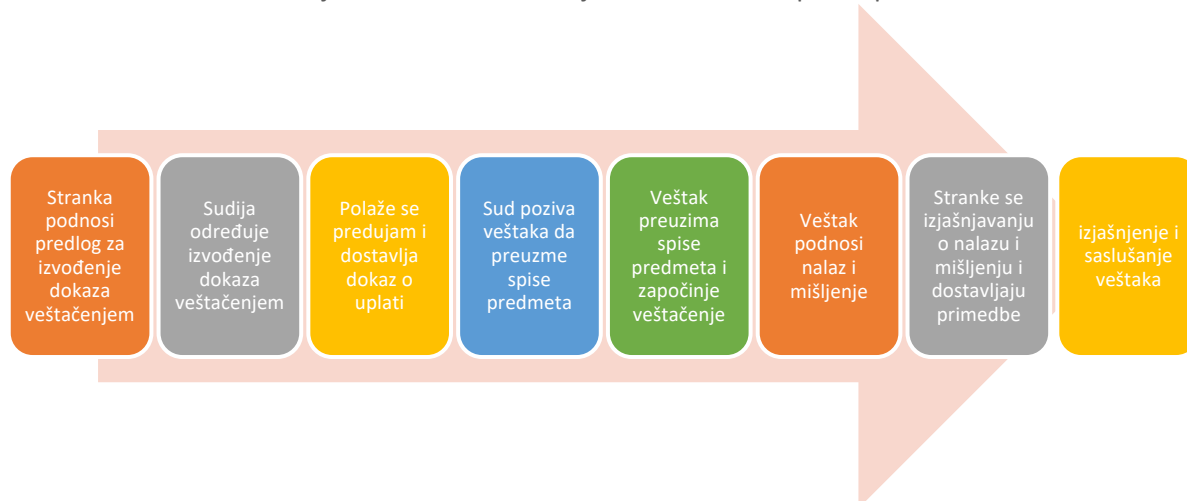 Stranka
podnosi
predlog za
izvođenje
dokaza
veštačenjem
Sudija
određuje
izvođenje
dokaza
veštačenjem
Polaže se
predujam i
dostavlja
dokaz o
uplati
Sud poziva
veštaka da
preuzme
spise
predmeta
Veštak
preuzima
spise
predmeta i
započinje
veštačenje
Veštak
podnosi
nalaz i
mišljenje
Stranke se
izjašnjavanju
o nalazu i
mišljenju i
dostavljaju
primedbe
izjašnjenje i
saslušanje
veštaka